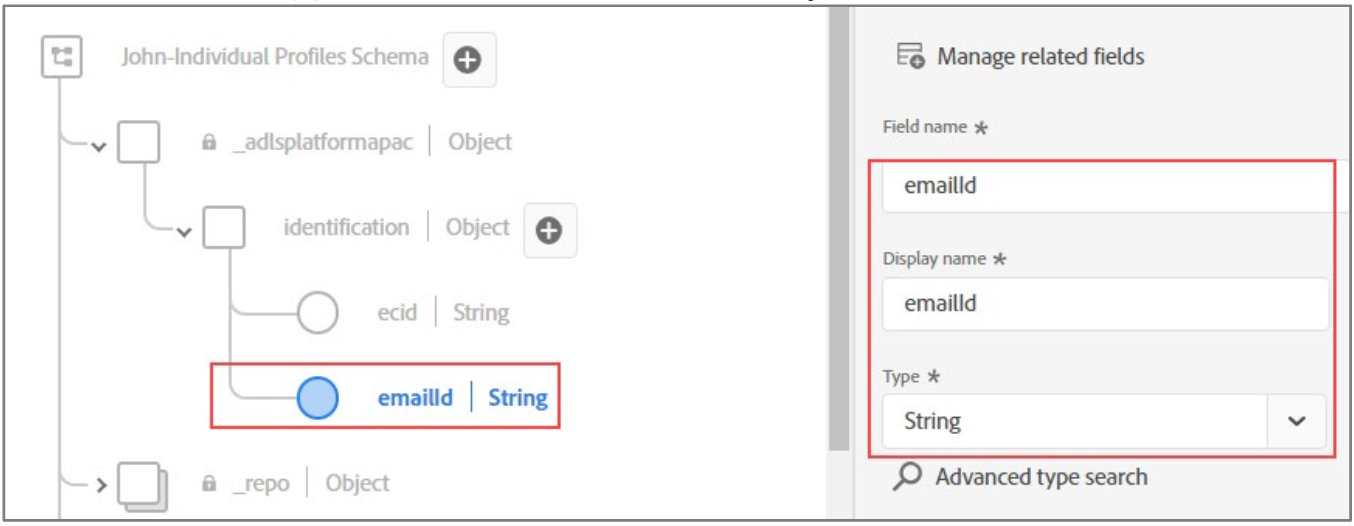 John-Individual Profiles Schema
_adlsplatformapac | Object
identification | Object
ecid | String
emailId | String
_repo | Object
Manage related fields
Field name *
emailId
Display name *
emailId
Type *
String
Advanced type search